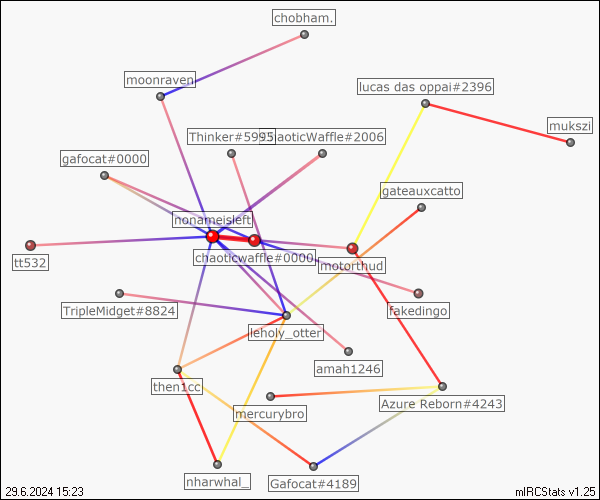 chobham.
moonraven
lucas das oppai#2396
mukszi
Thinker#5995
ChaoticWaffle#2006
gafocat#0000
gateauxcatto
nonameisleft
chaoticwaffle#0000
motorthud
tt532
TripleMidget#8824
fakedingo
leholy_otter
amah1246
then1cc
mercurybro
Azure Reborn#4243
nharwhal_
Gafocat#4189
29.6.2024 15:23
mIRCStats v1.25